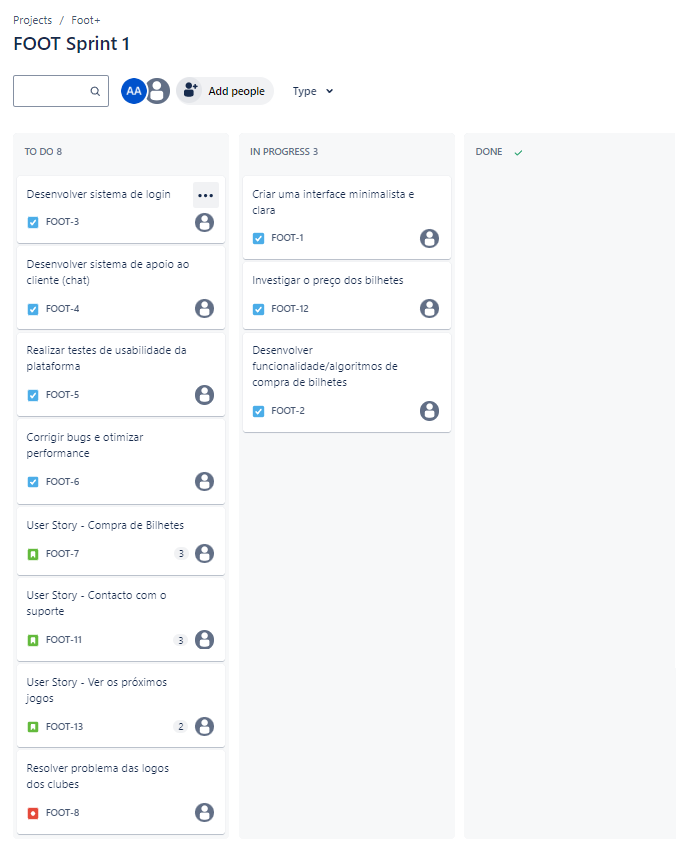 Projects / Foot+
FOOT Sprint 1
AA
Add people
Type
TO DO 8
Desenvolver sistema de login
FOOT-3
Desenvolver sistema de apoio ao
cliente (chat)
FOOT-4
Realizar testes de usabilidade da
plataforma
FOOT-5
Corrigir bugs e otimizar
performance
FOOT-6
User Story - Compra de Bilhetes
FOOT-7 3
User Story - Contacto com o
suporte
FOOT-11 3
User Story - Ver os próximos
jogos
FOOT-13 2
Resolver problema das logos
dos clubes
FOOT-8
IN PROGRESS 3
Criar uma interface minimalista e
clara
FOOT-1
Investigar o preço dos bilhetes
FOOT-12
Desenvolver
funcionalidade/algoritmos de
compra de bilhetes
FOOT-2
DONE